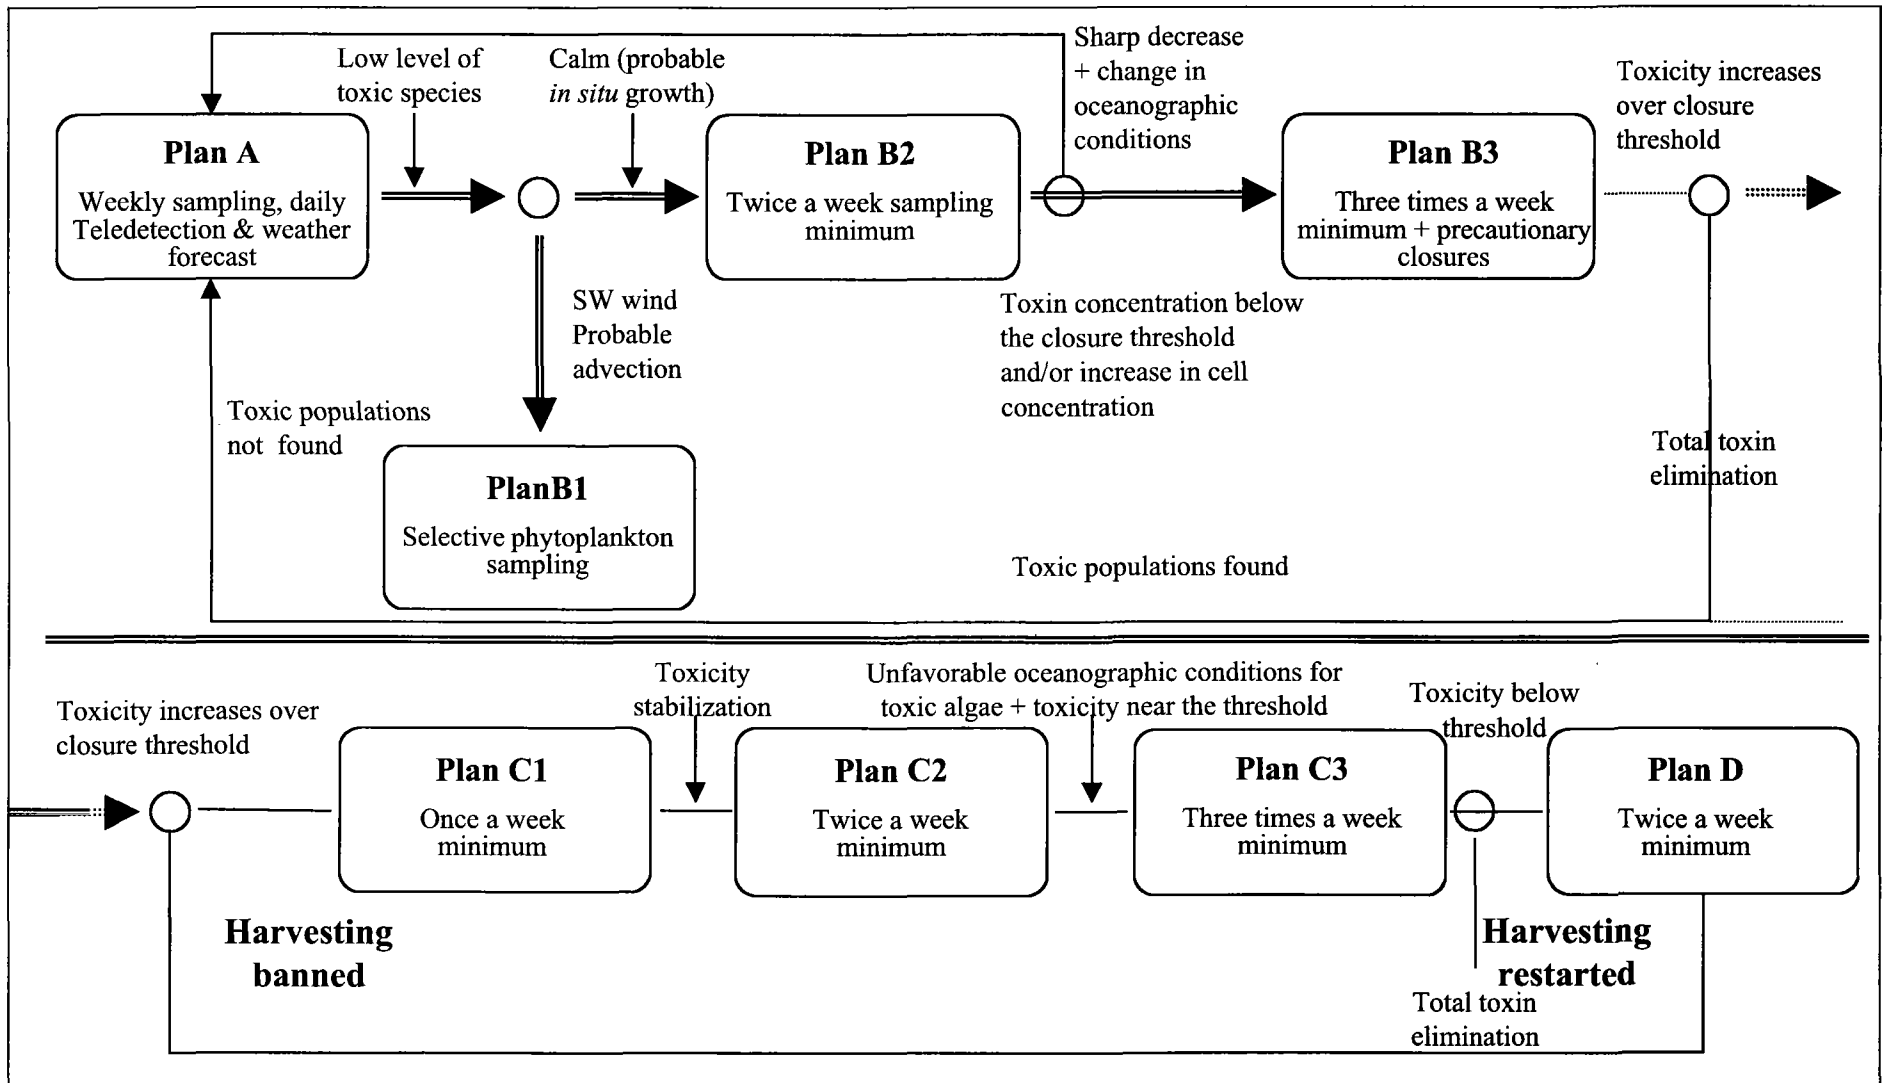 Low level of
toxic species
Calm (probable
in situ growth)
Sharp decrease
+ change in
oceanographic
conditions
Toxicity increases
over closure
threshold
Plan A
Weekly sampling, daily
Teledetection & weather
forecast
Plan B2
Twice a week sampling
minimum
Plan B3
Three times a week
minimum + precautionary
closures
SW wind
Probable
advection
Toxin concentration below
the closure threshold
and/or increase in cell
concentration
Toxic populations
not found
Total toxin
elimination
PlanB1
Selective phytoplankton
sampling
Toxic populations found
Toxicity increases over
closure threshold
Toxicity
stabilization
Unfavorable oceanographic conditions for
toxic algae + toxicity near the threshold
Toxicity below
threshold
Plan C1
Once a week
minimum
Plan C2
Twice a week
minimum
Plan C3
Three times a week
minimum
Plan D
Twice a week
minimum
Harvesting
banned
Harvesting
restarted
Total toxin
elimination